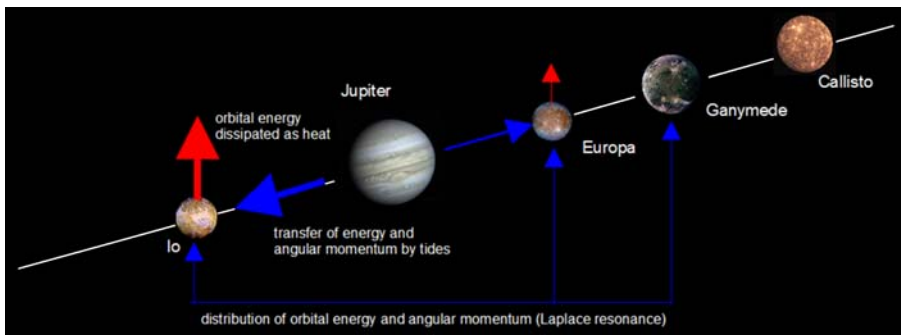 Callisto
Jupiter
Ganymede
orbital energy
dissipated as heat
Europa
transfer of energy and
angular momentum by tides
Io
distribution of orbital energy and angular momentum (Laplace resonance)